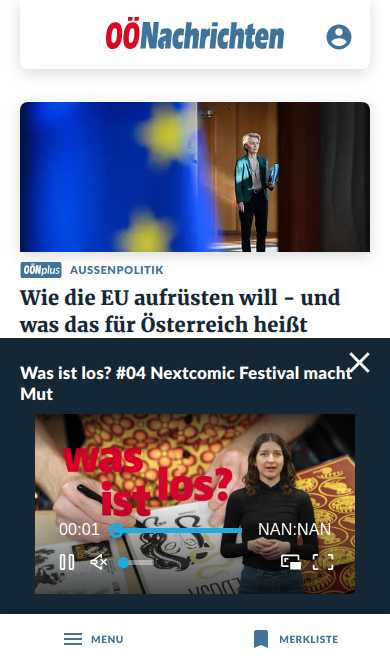 OÖNachrichten
OÖNplus AUSSENPOLITIK
Wie die EU aufrüsten will – und
was das für Österreich heißt
Was ist los? #04 Nextcomic Festival macht
Mut
was
ist los?
00:01 NAN:NAN
MENU MERKLISTE